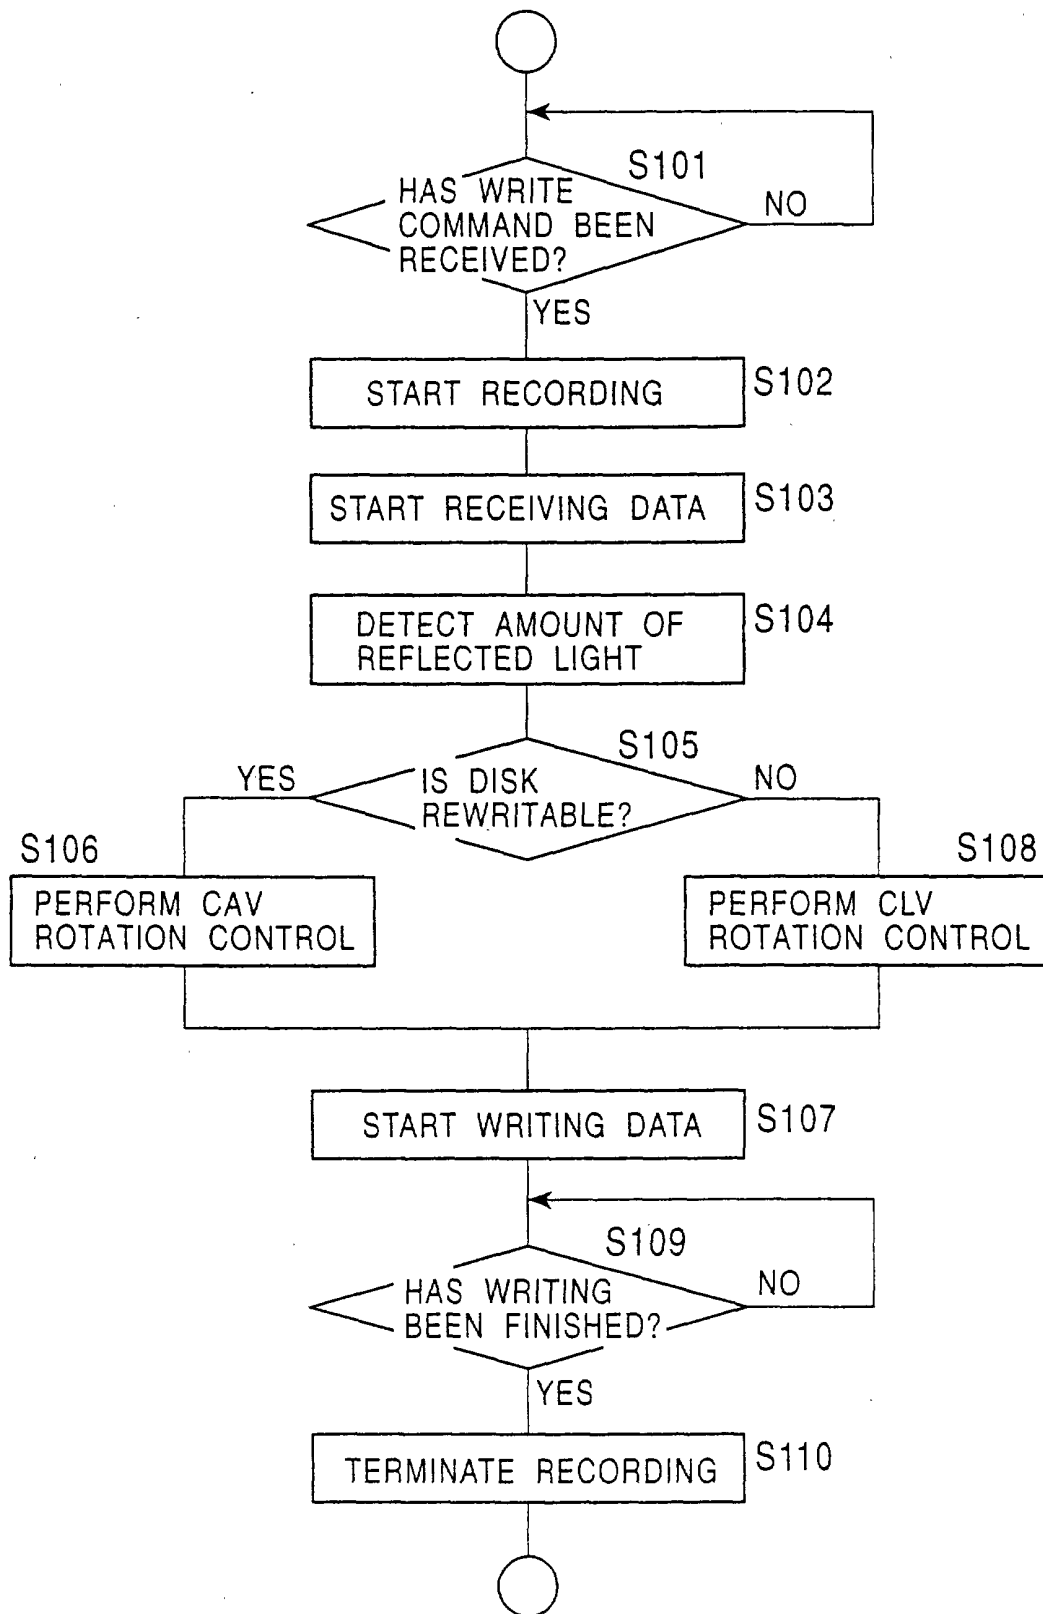 S101
HAS WRITE
COMMAND BEEN
RECEIVED?
NO
YES
START RECORDING
S102
START RECEIVING DATA
S103
DETECT AMOUNT OF
REFLECTED LIGHT
S104
S105
YES
IS DISK
REWRITABLE?
NO
S106
PERFORM CAV
ROTATION CONTROL
S108
PERFORM CLV
ROTATION CONTROL
START WRITING DATA
S107
S109
HAS WRITING
BEEN FINISHED?
NO
YES
TERMINATE RECORDING
S110